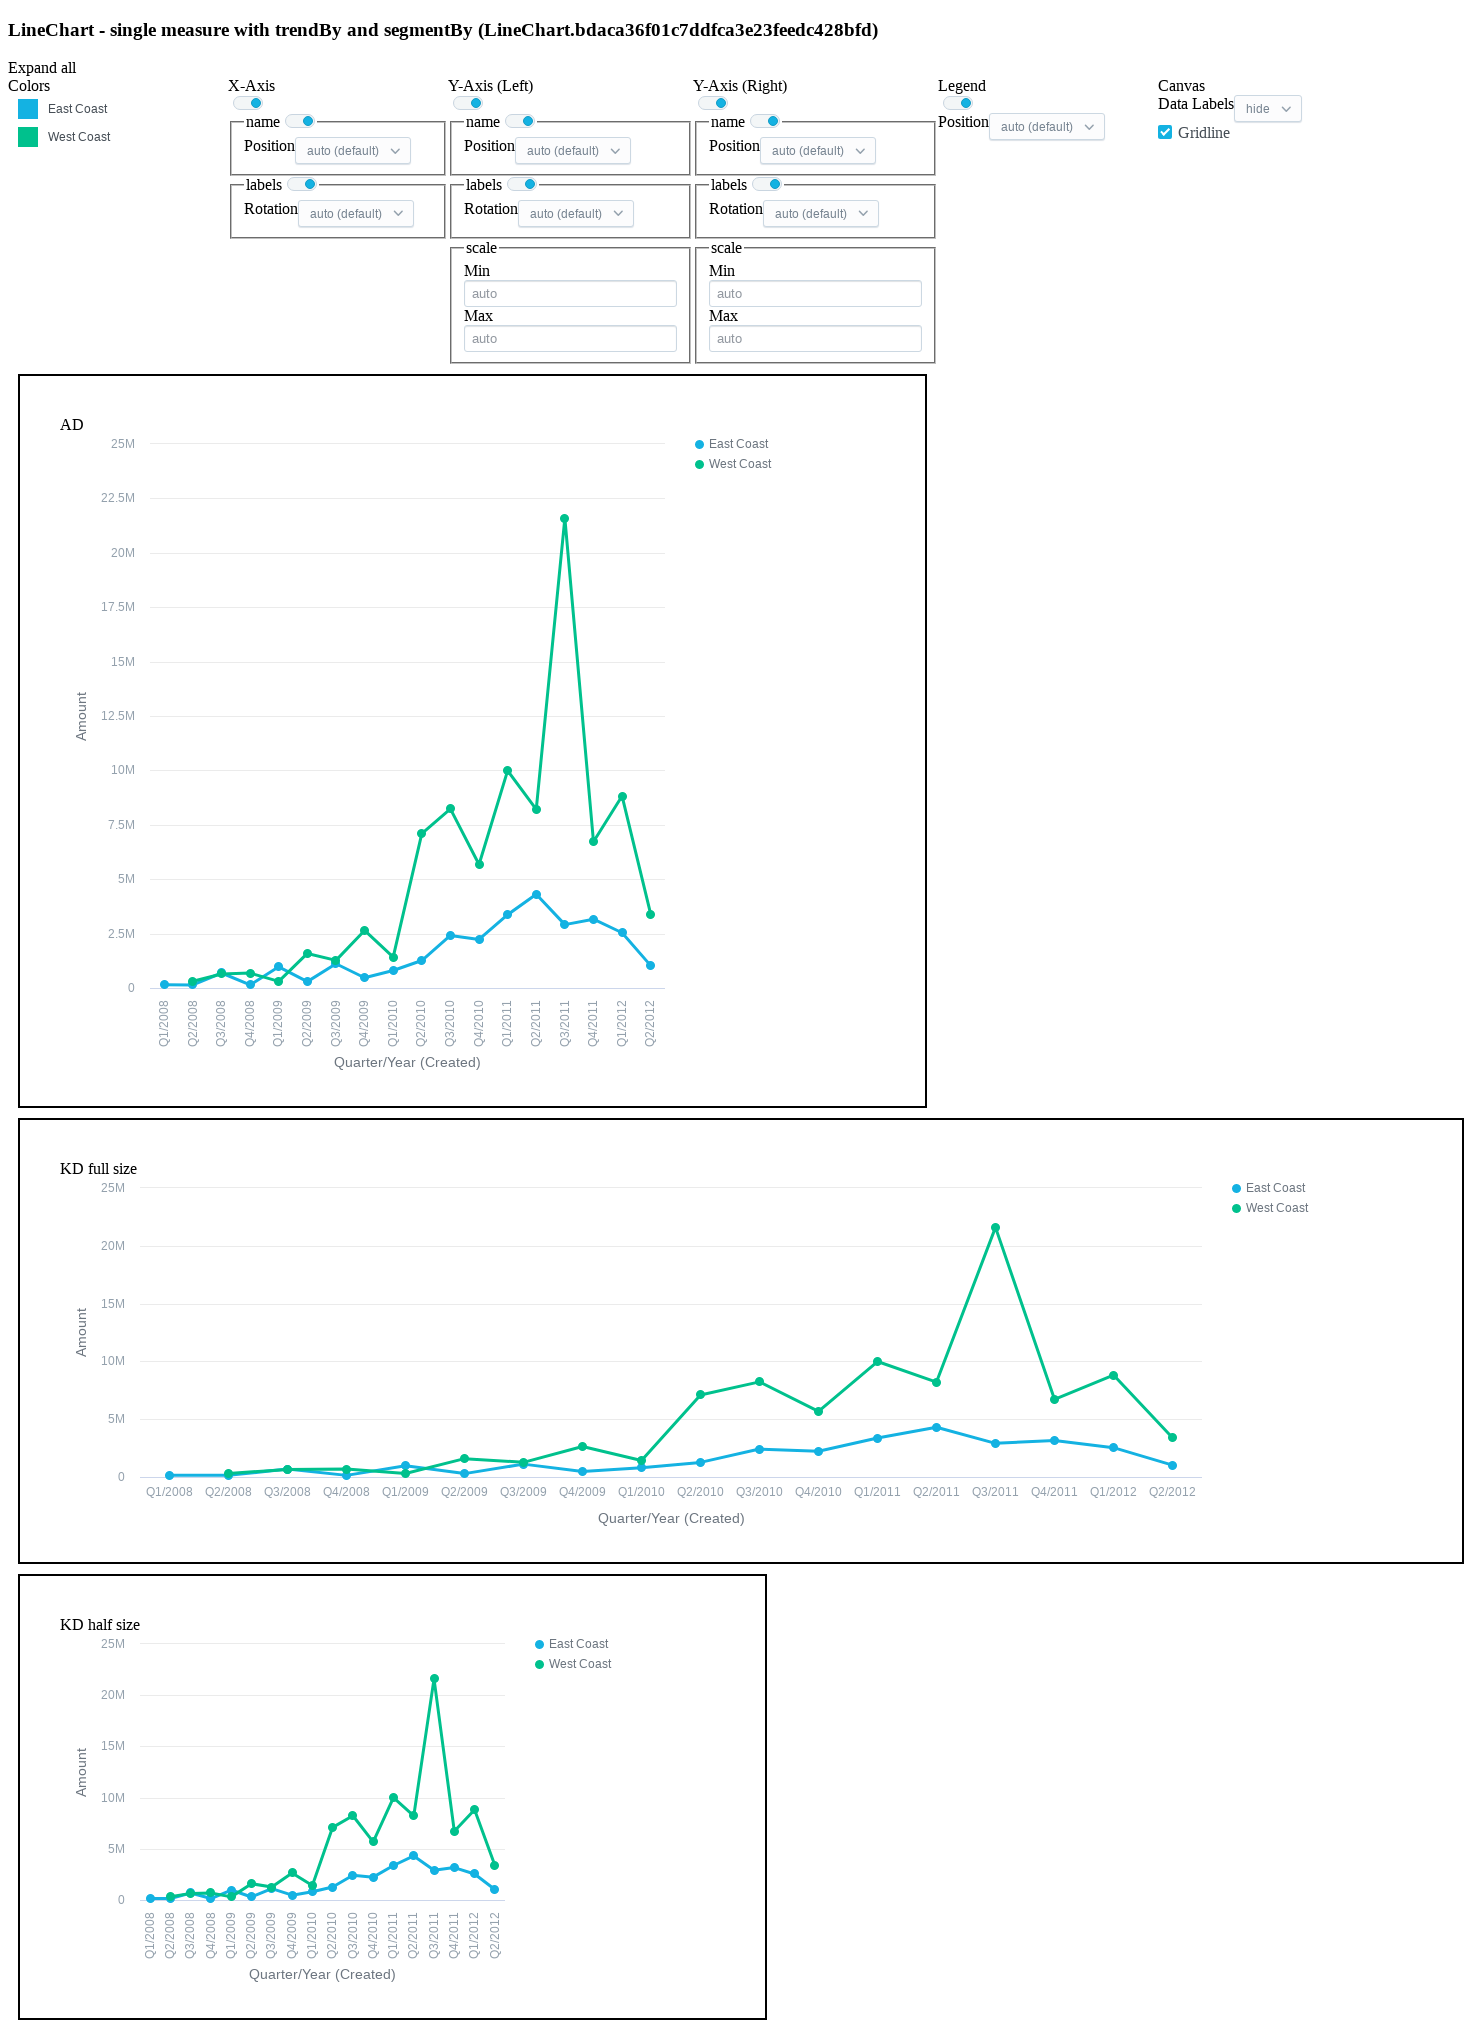 LineChart - single measure with trendBy and segmentBy (LineChart.bdaca36f01c7ddfca3e23feedc428bfd)
Expand all
Colors
East Coast
West Coast
X-Axis
name
Position auto (default)
labels
Rotation auto (default)
Y-Axis (Left)
name
Position auto (default)
labels
Rotation auto (default)
scale
Min
auto
Max
auto
Y-Axis (Right)
name
Position auto (default)
labels
Rotation auto (default)
scale
Min
auto
Max
auto
Legend
Position auto (default)
Canvas
Data Labels hide
Gridline
AD
25M
22.5M
20M
17.5M
15M
12.5M
10M
7.5M
5M
2.5M
0
Amount
Q1/2008
Q2/2008
Q3/2008
Q4/2008
Q1/2009
Q2/2009
Q3/2009
Q4/2009
Q1/2010
Q2/2010
Q3/2010
Q4/2010
Q1/2011
Q2/2011
Q3/2011
Q4/2011
Q1/2012
Q2/2012
Quarter/Year (Created)
East Coast
West Coast
KD full size
25M
20M
15M
10M
5M
0
Amount
Q1/2008 Q2/2008 Q3/2008 Q4/2008 Q1/2009 Q2/2009 Q3/2009 Q4/2009 Q1/2010 Q2/2010 Q3/2010 Q4/2010 Q1/2011 Q2/2011 Q3/2011 Q4/2011 Q1/2012 Q2/2012
Quarter/Year (Created)
East Coast
West Coast
KD half size
25M
20M
15M
10M
5M
0
Amount
Q1/2008
Q2/2008
Q3/2008
Q4/2008
Q1/2009
Q2/2009
Q3/2009
Q4/2009
Q1/2010
Q2/2010
Q3/2010
Q4/2010
Q1/2011
Q2/2011
Q3/2011
Q4/2011
Q1/2012
Q2/2012
Quarter/Year (Created)
East Coast
West Coast